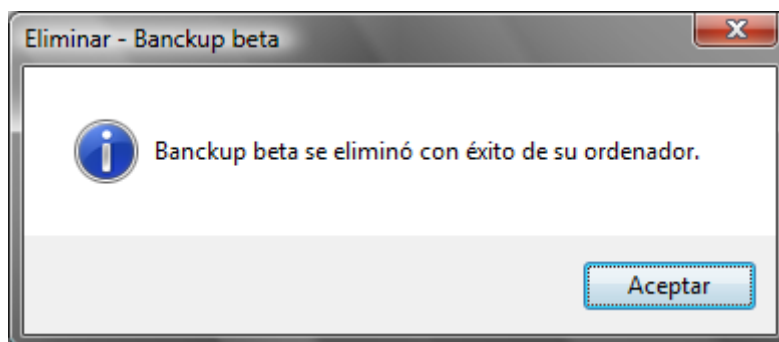 Eliminar - Banckup beta
Banckup beta se eliminó con éxito de su ordenador.
Aceptar